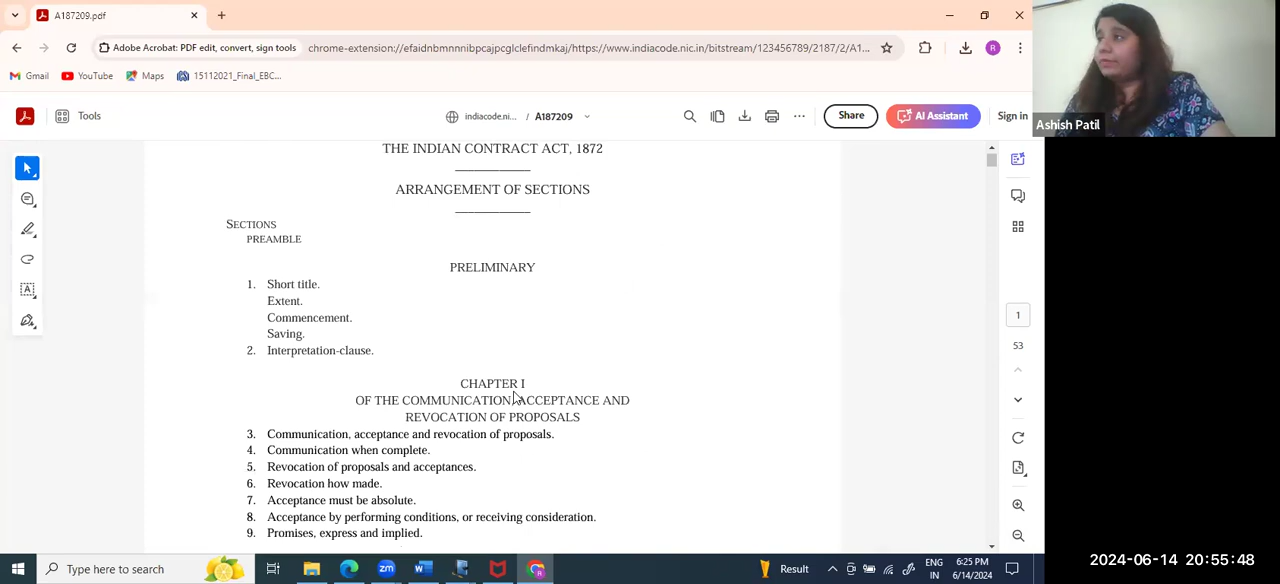 A187209.pdf
Adobe Acrobat: PDF edit, convert, sign tools
chrome-extension://efaidnbmnnnibpcajpcglclefindmkaj/https://www.indiacode.nic.in/bitstream/123456789/2187/2/A1...
R
Gmail
YouTube
Maps
15112021_Final_EBC...
Tools
indiacode.ni... / A187209
Share
AI Assistant
Sign in
Ashish Patil
THE INDIAN CONTRACT ACT, 1872
ARRANGEMENT OF SECTIONS
SECTIONS
PREAMBLE
PRELIMINARY
1. Short title.
Extent.
Commencement.
Saving.
2. Interpretation-clause.
CHAPTER I
OF THE COMMUNICATION, ACCEPTANCE AND
REVOCATION OF PROPOSALS
3. Communication, acceptance and revocation of proposals.
4. Communication when complete.
5. Revocation of proposals and acceptances.
6. Revocation how made.
7. Acceptance must be absolute.
8. Acceptance by performing conditions, or receiving consideration.
9. Promises, express and implied.
1
53
Type here to search
zm
Result
ENG
IN
6:25 PM
6/14/2024
2024-06-14 20:55:48